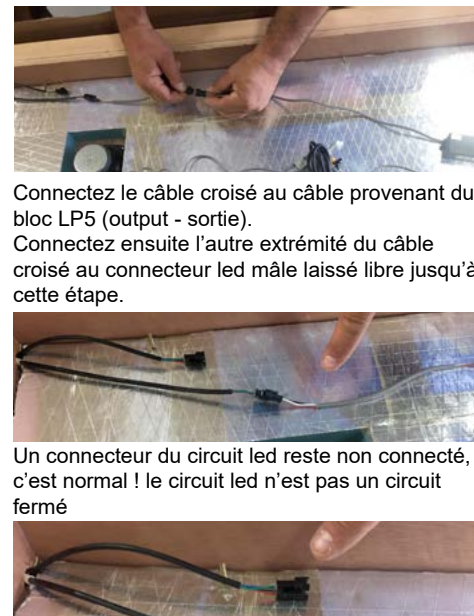 Connectez le câble croisé au câble provenant du
bloc LP5 (output - sortie).
Connectez ensuite l’autre extrémité du câble
croisé au connecteur led mâle laissé libre jusqu’à
cette étape.
Un connecteur du circuit led reste non connecté,
c’est normal ! le circuit led n’est pas un circuit
fermé